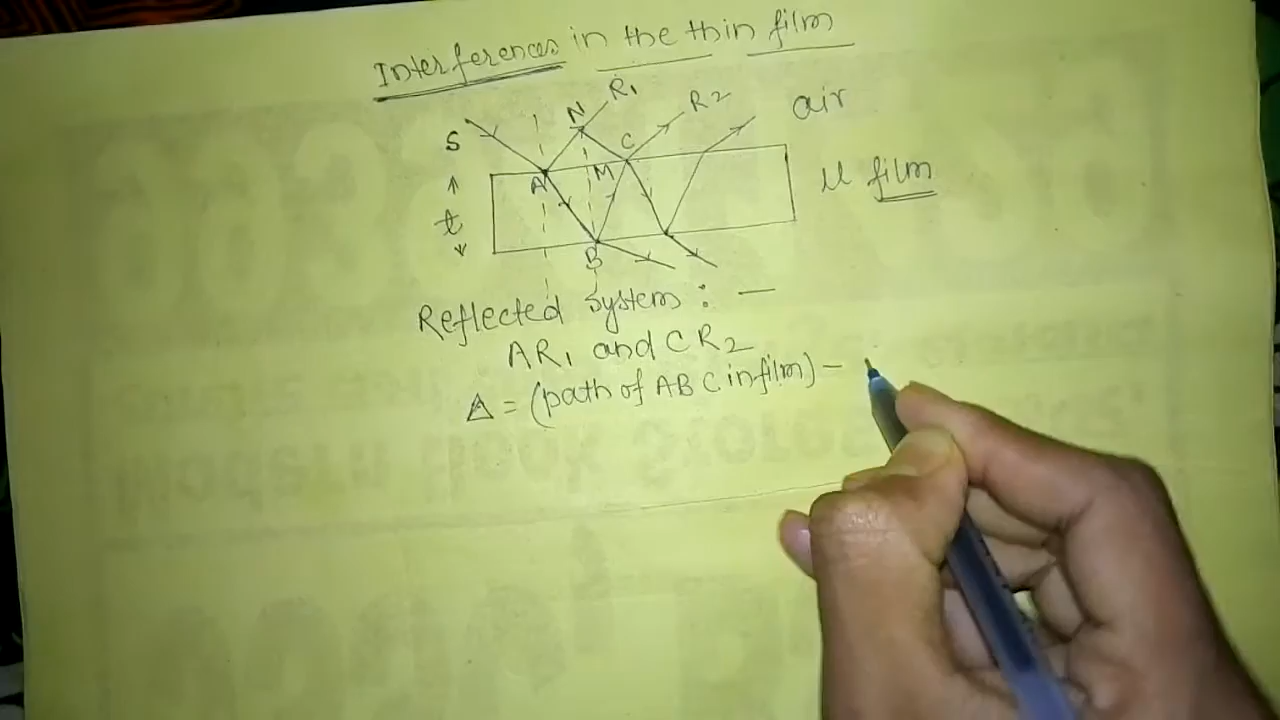 Interferences in the thin film
R1
N
R2
air
S
C
A
M
μ film
t
B
Reflected System : —
AR1 and CR2
Δ = (path of ABC in film) –